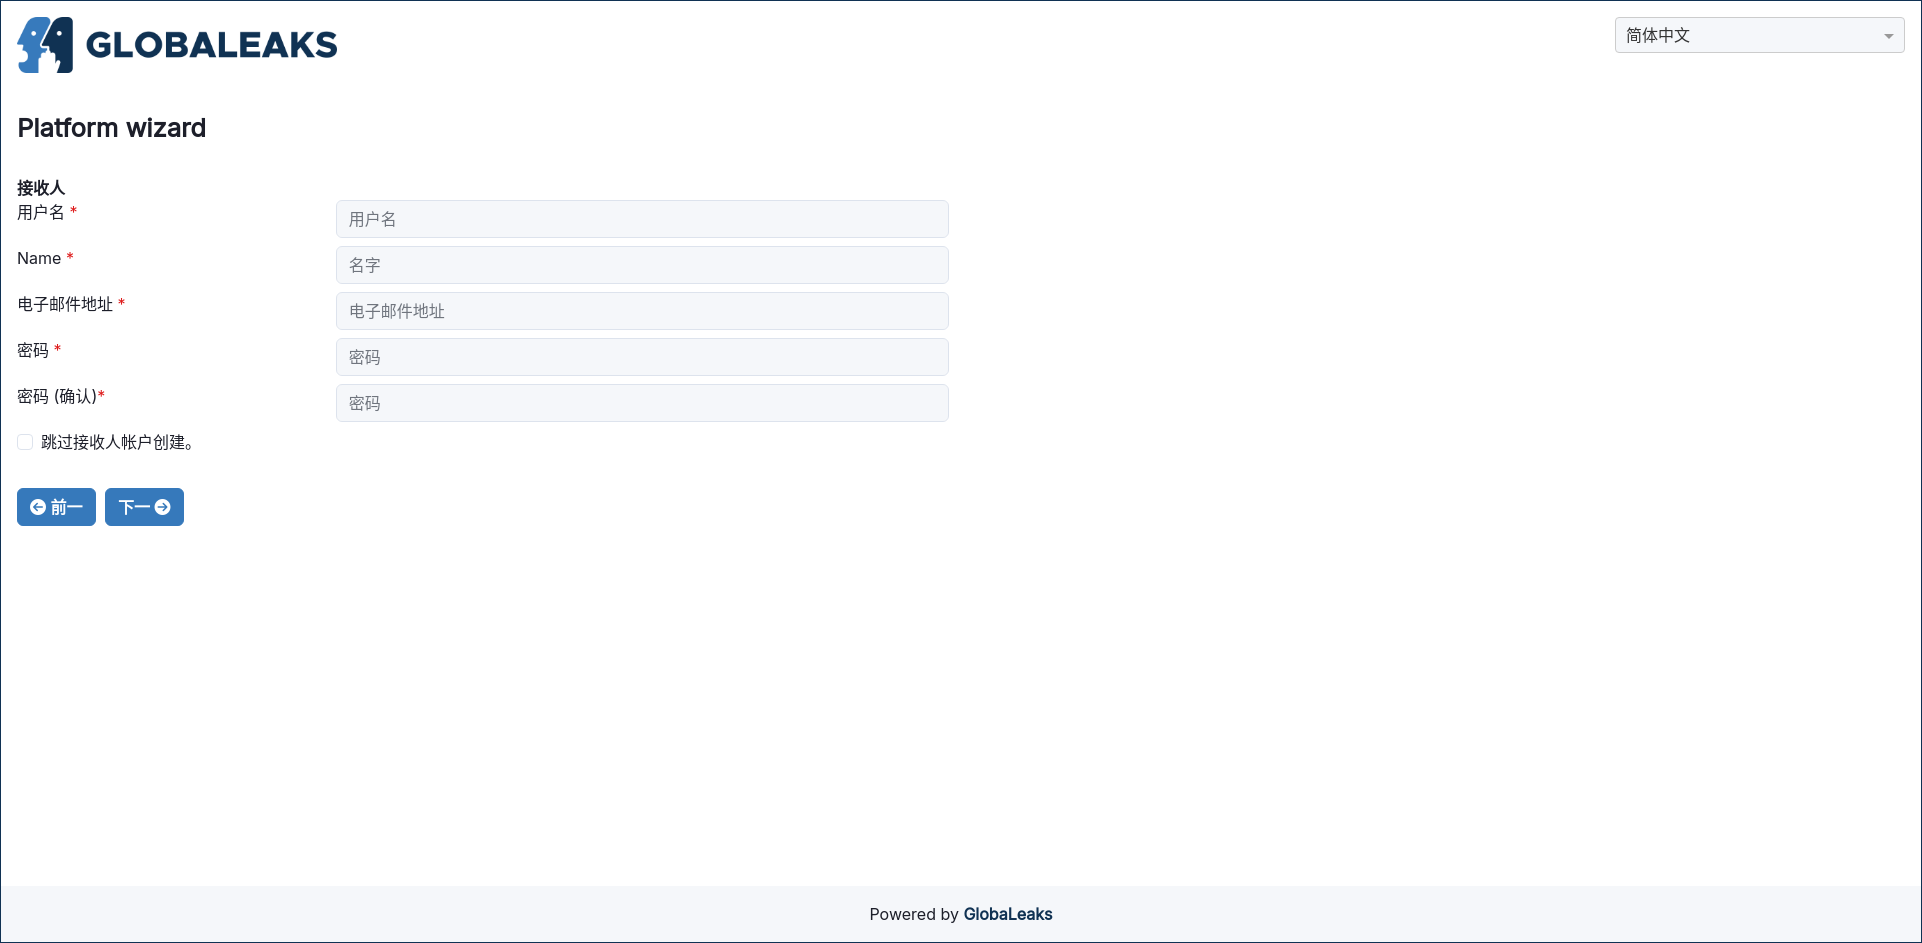 GLOBALEAKS
简体中文
Platform wizard
接收人
用户名 *
用户名
Name *
名字
电子邮件地址 *
电子邮件地址
密码 *
密码
密码 (确认)*
密码
跳过接收人帐户创建。
前一 下一
Powered by GlobaLeaks